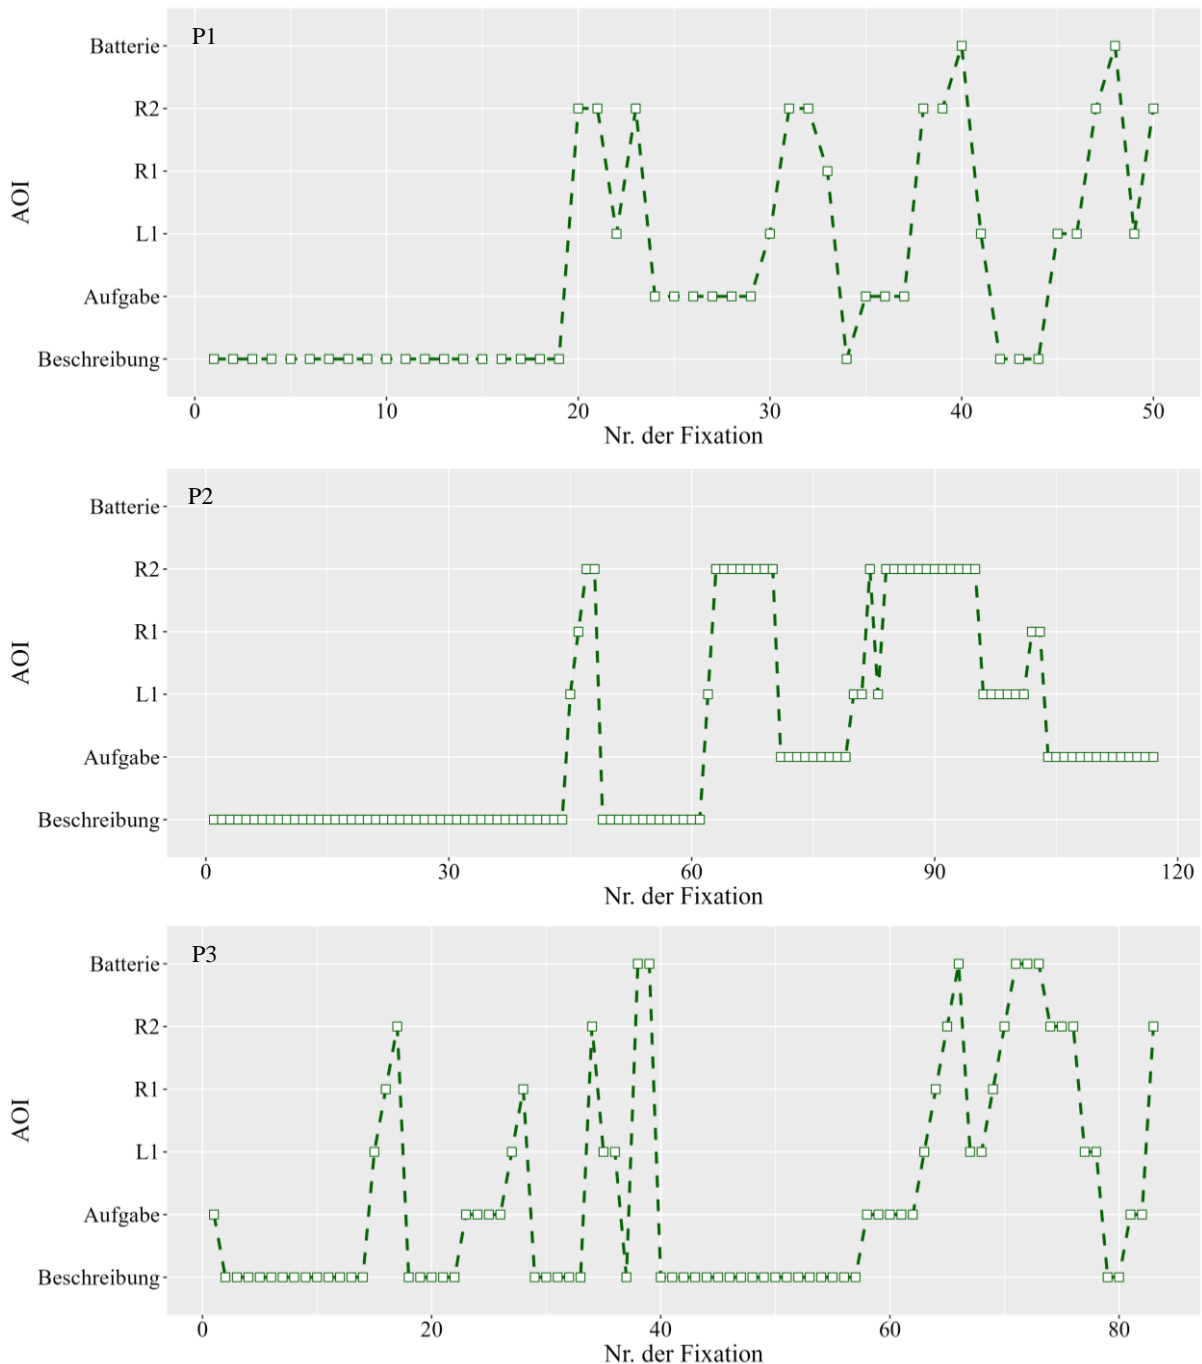 P1
Batterie
R2
R1
L1
Aufgabe
Beschreibung
AOI
0 10 20 30 40 50
Nr. der Fixation
P2
Batterie
R2
R1
L1
Aufgabe
Beschreibung
AOI
0 30 60 90 120
Nr. der Fixation
P3
Batterie
R2
R1
L1
Aufgabe
Beschreibung
AOI
0 20 40 60 80
Nr. der Fixation